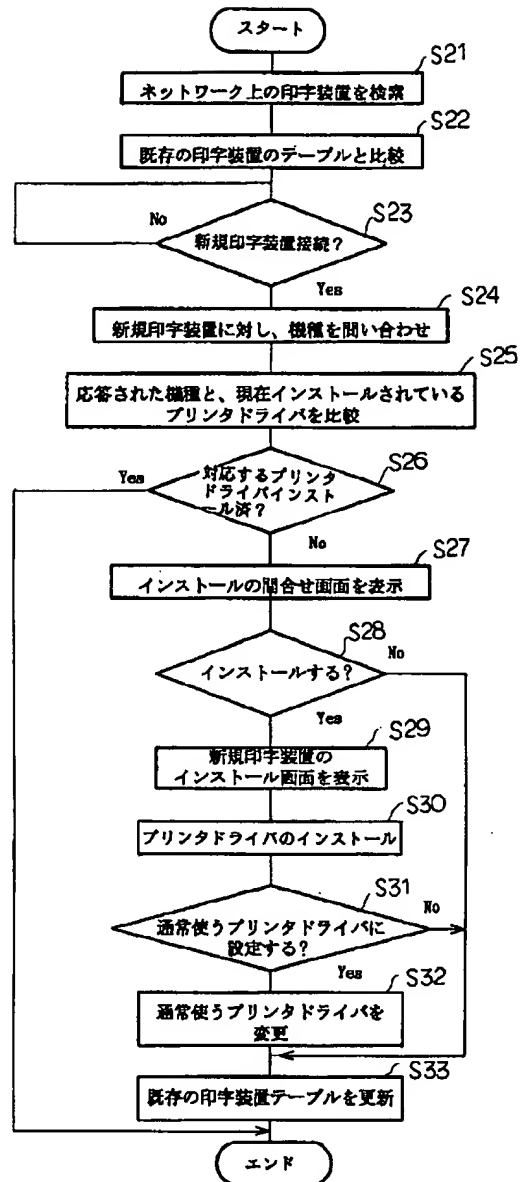 スタート
S21
ネットワーク上の印字装置を検索
S22
既存の印字装置のテーブルと比較
S23
No
新規印字装置接続？
Yes
S24
新規印字装置に対し、機種を問い合わせ
S25
応答された機種と、現在インストールされている
プリンタドライバを比較
S26
Yes
対応するプリンタ
ドライバインスト
ール済？
No
S27
インストールの問合せ画面を表示
S28
No
インストールする？
Yes
S29
新規印字装置の
インストール画面を表示
S30
プリンタドライバのインストール
S31
No
通常使うプリンタドライバに
設定する？
Yes
S32
通常使うプリンタドライバを
変更
S33
既存の印字装置テーブルを更新
エンド